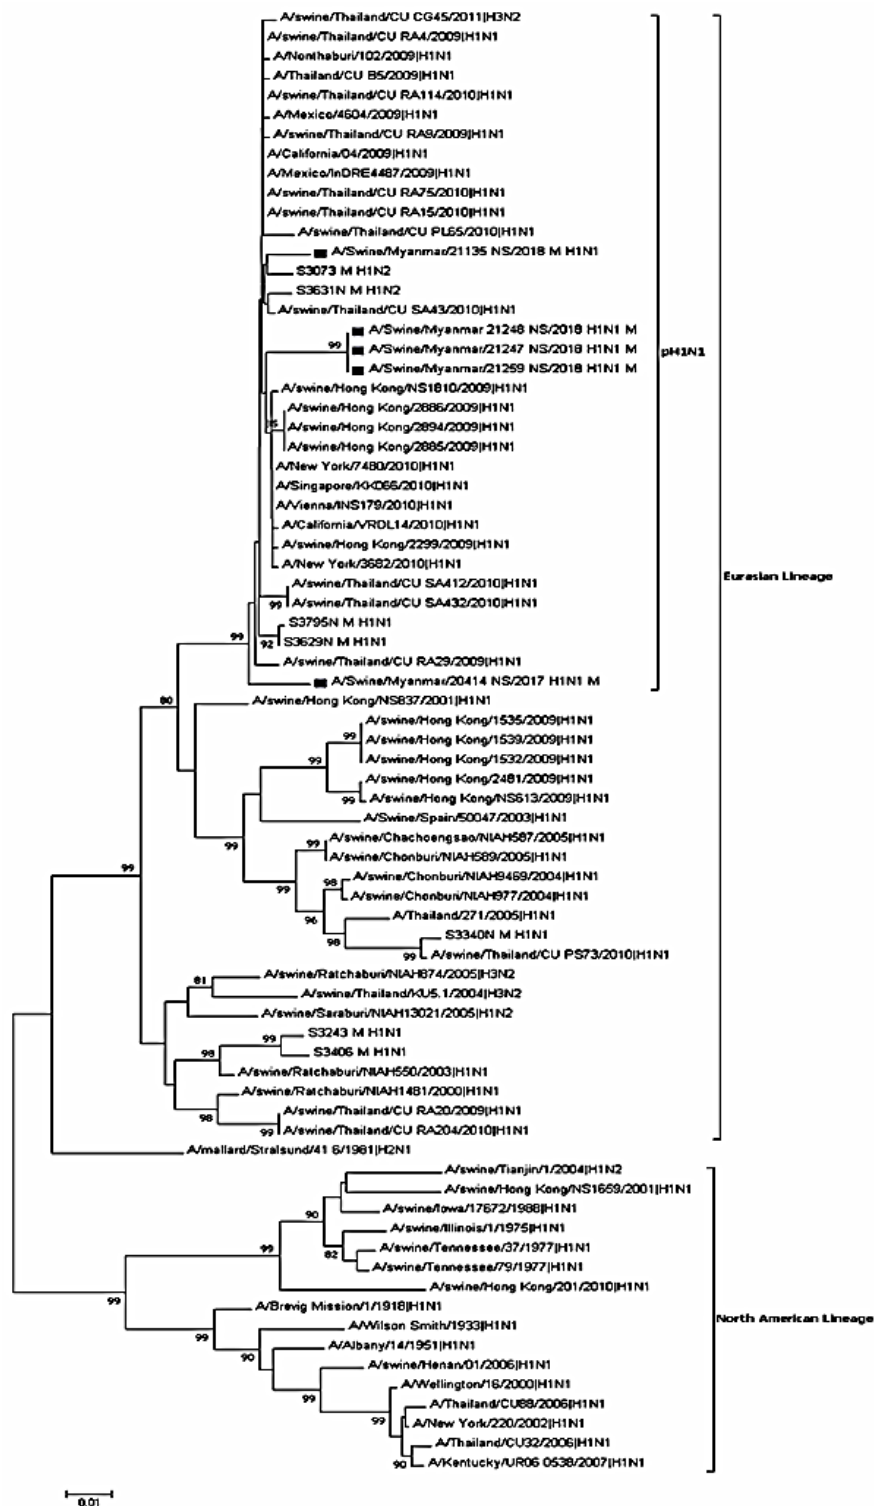 A/swine/Thailand/CU CG45/2011|H3N2
A/swine/Thailand/CU RA4/2009|H1N1
A/Nonthaburi/102/2009|H1N1
A/Thailand/CU B5/2009|H1N1
A/swine/Thailand/CU RA114/2010|H1N1
A/Mexico/4604/2009|H1N1
A/swine/Thailand/CU RA9/2009|H1N1
A/California/04/2009|H1N1
A/Mexico/InDRE4487/2009|H1N1
A/swine/Thailand/CU RA75/2010|H1N1
A/swine/Thailand/CU RA15/2010|H1N1
A/swine/Thailand/CU PL65/2010|H1N1
A/Swine/Myanmar/21135 NS/2018 M H1N1
S3073 M H1N2
S3631N M H1N2
A/swine/Thailand/CU SA43/2010|H1N1
A/Swine/Myanmar 21248 NS/2018 H1N1 M
99
A/Swine/Myanmar/21247 NS/2018 H1N1 M
pH1N1
A/Swine/Myanmar/21259 NS/2018 H1N1 M
A/swine/Hong Kong/NS1810/2009|H1N1
A/swine/Hong Kong/2886/2009|H1N1
A/swine/Hong Kong/2894/2009|H1N1
A/swine/Hong Kong/2885/2009|H1N1
A/New York/7480/2010|H1N1
A/Singapore/KK066/2010|H1N1
A/Vienna/INS179/2010|H1N1
A/California/VRDL14/2010|H1N1
A/swine/Hong Kong/2299/2009|H1N1
A/New York/3682/2010|H1N1
Eurasian Lineage
A/swine/Thailand/CU SA412/2010|H1N1
99
A/swine/Thailand/CU SA432/2010|H1N1
S3795N M H1N1
99
92
S3629N M H1N1
A/swine/Thailand/CU RA29/2009|H1N1
A/Swine/Myanmar/20414 NS/2017 H1N1 M
80
A/swine/Hong Kong/NS837/2001|H1N1
A/swine/Hong Kong/1535/2009|H1N1
99
A/swine/Hong Kong/1539/2009|H1N1
99
A/swine/Hong Kong/1532/2009|H1N1
A/swine/Hong Kong/2481/2009|H1N1
99
A/swine/Hong Kong/NS613/2009|H1N1
A/Swine/Spain/50047/2003|H1N1
99
A/swine/Chachoengsao/NIAH587/2005|H1N1
99
A/swine/Chonburi/NIAH589/2005|H1N1
99
A/swine/Chonburi/NIAH9469/2004|H1N1
98
99
A/swine/Chonburi/NIAH977/2004|H1N1
A/Thailand/271/2005|H1N1
96
S3340N M H1N1
98
99
A/swine/Thailand/CU PS73/2010|H1N1
A/swine/Ratchaburi/NIAH874/2005|H3N2
81
A/swine/Thailand/KU5.1/2004|H3N2
A/swine/Saraburi/NIAH13021/2005|H1N2
S3243 M H1N1
99
S3406 M H1N1
98
A/swine/Ratchaburi/NIAH550/2003|H1N1
A/swine/Ratchaburi/NIAH1481/2000|H1N1
A/swine/Thailand/CU RA20/2009|H1N1
98
99
A/swine/Thailand/CU RA204/2010|H1N1
A/mallard/Stralsund/41 6/1981|H2N1
A/swine/Tianjin/1/2004|H1N2
A/swine/Hong Kong/NS1659/2001|H1N1
A/swine/Iowa/17672/1988|H1N1
90
A/swine/Illinois/1/1975|H1N1
99
A/swine/Tennessee/37/1977|H1N1
82
A/swine/Tennessee/79/1977|H1N1
A/swine/Hong Kong/201/2010|H1N1
99
A/Brevig Mission/1/1918|H1N1
North American Lineage
99
A/Wilson Smith/1933|H1N1
A/Albany/14/1951|H1N1
90
A/swine/Henan/01/2006|H1N1
A/Wellington/16/2000|H1N1
99
A/Thailand/CU88/2006|H1N1
99
A/New York/220/2002|H1N1
A/Thailand/CU32/2006|H1N1
90
A/Kentucky/UR06 0538/2007|H1N1
0.01